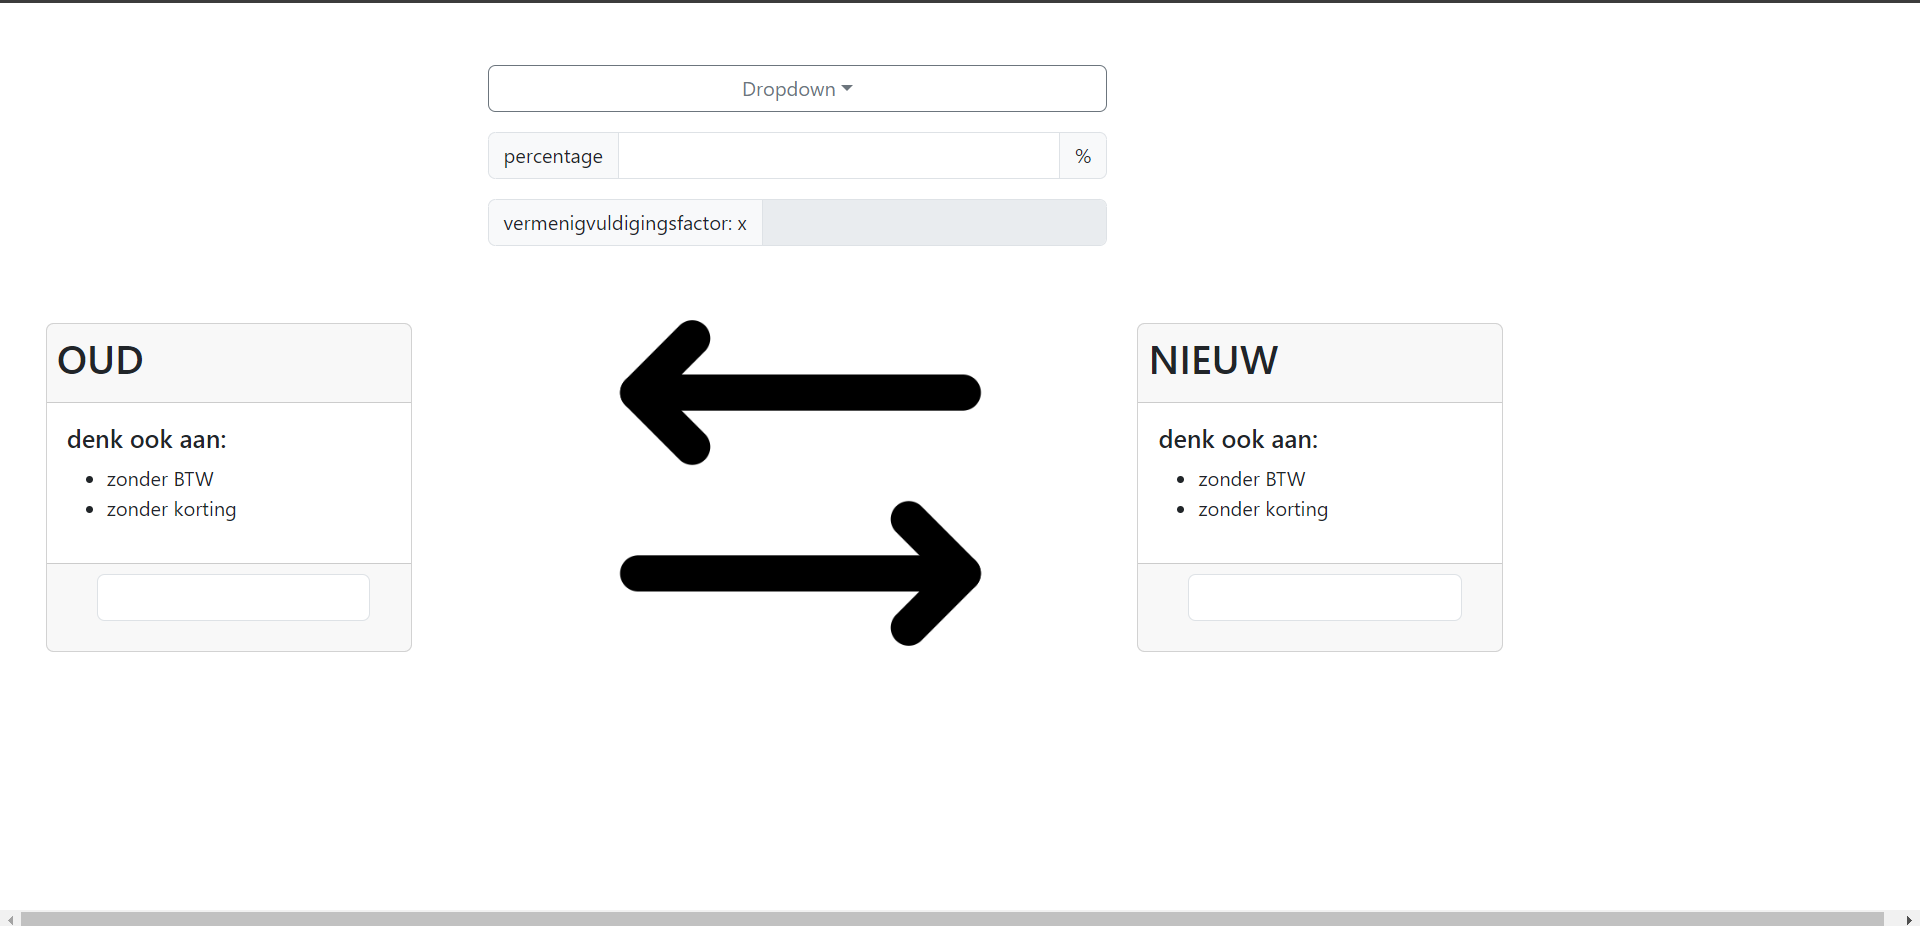 Dropdown
percentage %
vermenigvuldigingsfactor: x
OUD
denk ook aan:
zonder BTW
zonder korting
NIEUW
denk ook aan:
zonder BTW
zonder korting